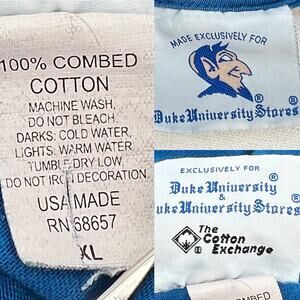 100% COMBED
COTTON
MACHINE WASH,
DO NOT BLEACH.
DARKS: COLD WATER,
LIGHTS: WARM WATER
TUMBLE DRY LOW.
DO NOT IRON DECORATION.
USA MADE
RN 68657
XL
MADE EXCLUSIVELY FOR
Duke University Stores®
EXCLUSIVELY FOR
Duke University®
&
Duke University Stores®
The
Cotton
Exchange™
COMBED